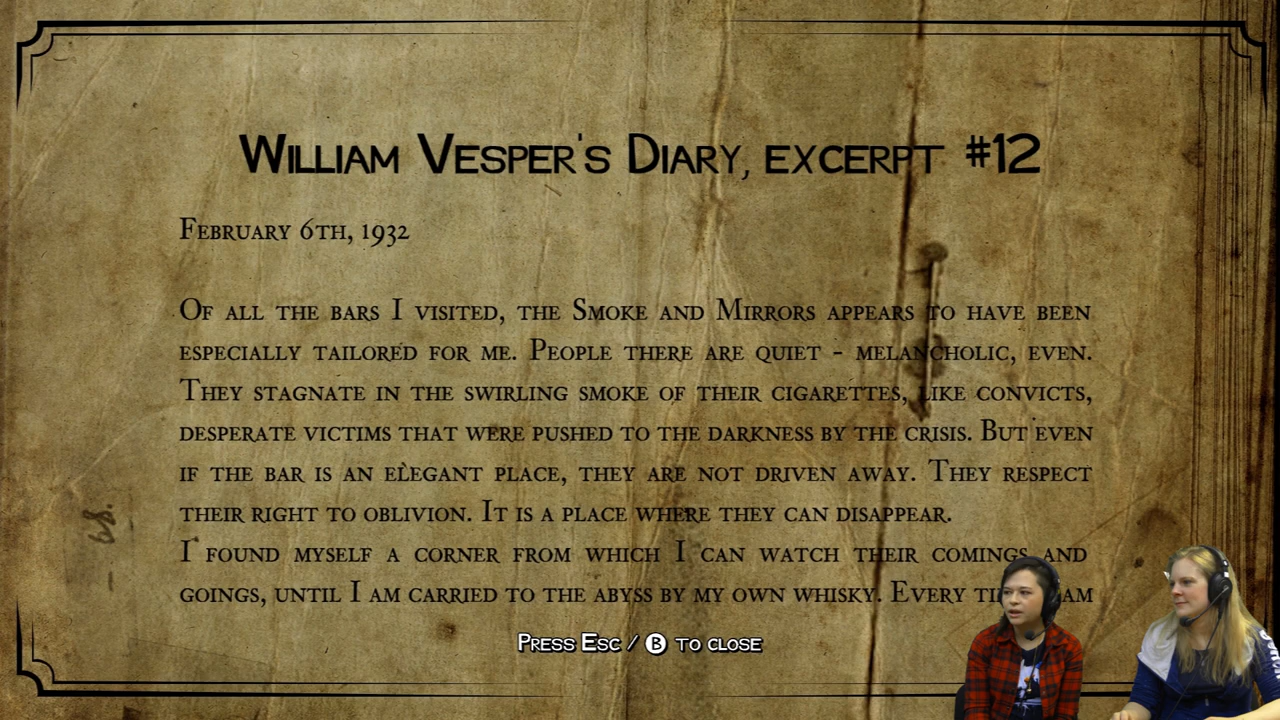 William Vesper's Diary, excerpt #12
February 6th, 1932
Of all the bars I visited, the Smoke and Mirrors appears to have been
especially tailored for me. People there are quiet - melancholic, even.
They stagnate in the swirling smoke of their cigarettes, like convicts,
desperate victims that were pushed to the darkness by the crisis. But even
if the bar is an elegant place, they are not driven away. They respect
their right to oblivion. It is a place where they can disappear.
I found myself a corner from which I can watch their comings and
goings, until I am carried to the abyss by my own whisky. Every
Press Esc / B to close